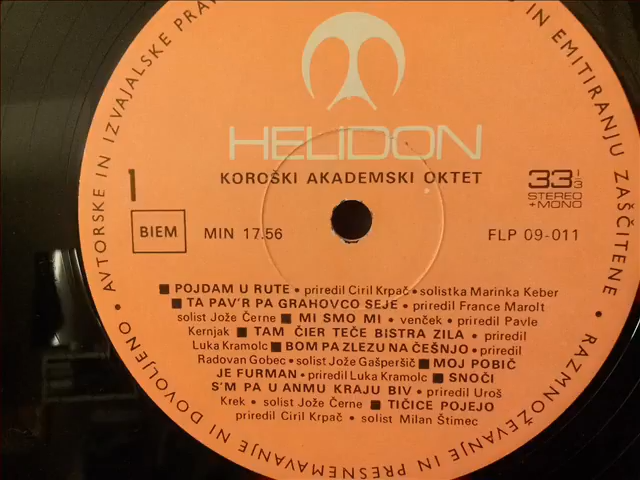 HELIDON
KOROŠKI AKADEMSKI OKTET
1
BIEM
MIN 17.56
33 1/3
STEREO
+MONO
FLP 09-011
■ POJDAM U RUTE • priredil Ciril Krpač • solistka Marinka Keber
■ TA PAV'R PA GRAHOVCO SEJE • priredil France Marolt
solist Jože Černe ■ MI SMO MI • venček • priredil Pavle
Kernjak ■ TAM ČIER TEČE BISTRA ZILA • priredil
Luka Kramolc ■ BOM PA ZLEZU NA ČEŠNJO • priredil
Radovan Gobec • solist Jože Gašperšič ■ MOJ POBIČ
JE FURMAN • priredil Luka Kramolc ■ SNOČI
S'M PA U ANMU KRAJU BIV • priredil Uroš
Krek • solist Jože Černe ■ TIČICE POJEJO
priredil Ciril Krpač • solist Milan Štimec
AVTORSKE IN IZVAJALSKE PRAV
IN EMITIRANJU ZAŠČITENE • RAZMNOŽEVANJE IN PRESNEMAVANJE NI DOVOLJENO •